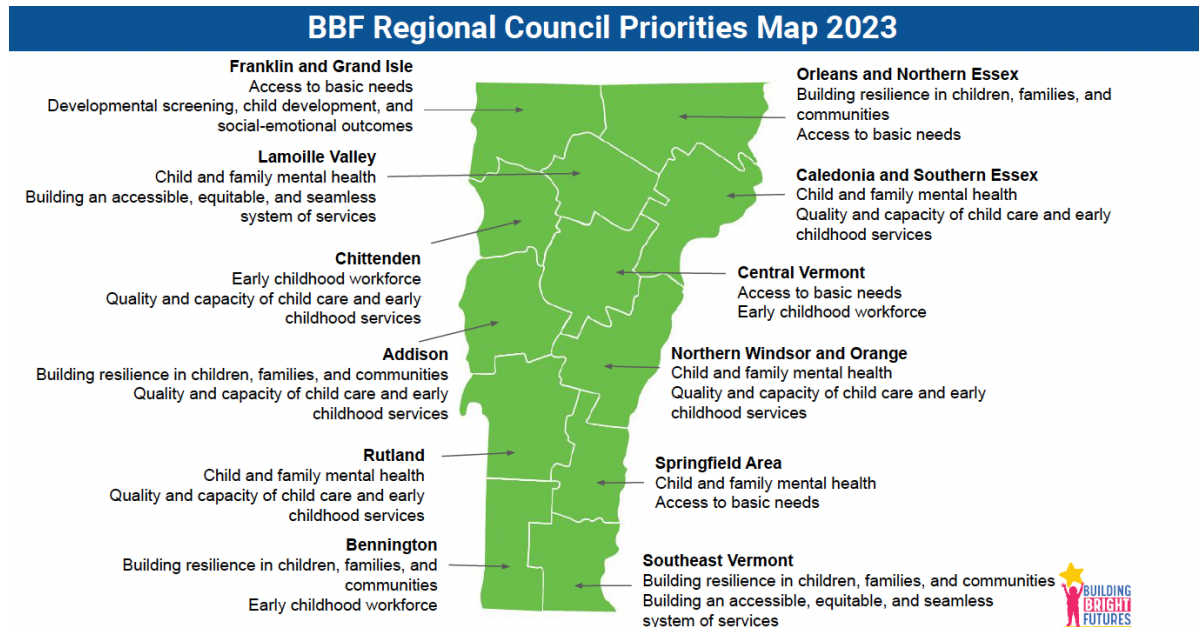 BBF Regional Council Priorities Map 2023
Franklin and Grand Isle
Access to basic needs
Developmental screening, child development, and
social-emotional outcomes
Lamoille Valley
Child and family mental health
Building an accessible, equitable, and seamless
system of services
Chittenden
Early childhood workforce
Quality and capacity of child care and early
childhood services
Addison
Building resilience in children, families, and communities
Quality and capacity of child care and early
childhood services
Rutland
Child and family mental health
Quality and capacity of child care and early
childhood services
Bennington
Building resilience in children, families, and
communities
Early childhood workforce
Orleans and Northern Essex
Building resilience in children, families, and
communities
Access to basic needs
Caledonia and Southern Essex
Child and family mental health
Quality and capacity of child care and early
childhood services
Central Vermont
Access to basic needs
Early childhood workforce
Northern Windsor and Orange
Child and family mental health
Quality and capacity of child care and early
childhood services
Springfield Area
Child and family mental health
Access to basic needs
Southeast Vermont
Building resilience in children, families, and communities
Building an accessible, equitable, and seamless
system of services
BUILDING
BRIGHT
FUTURES